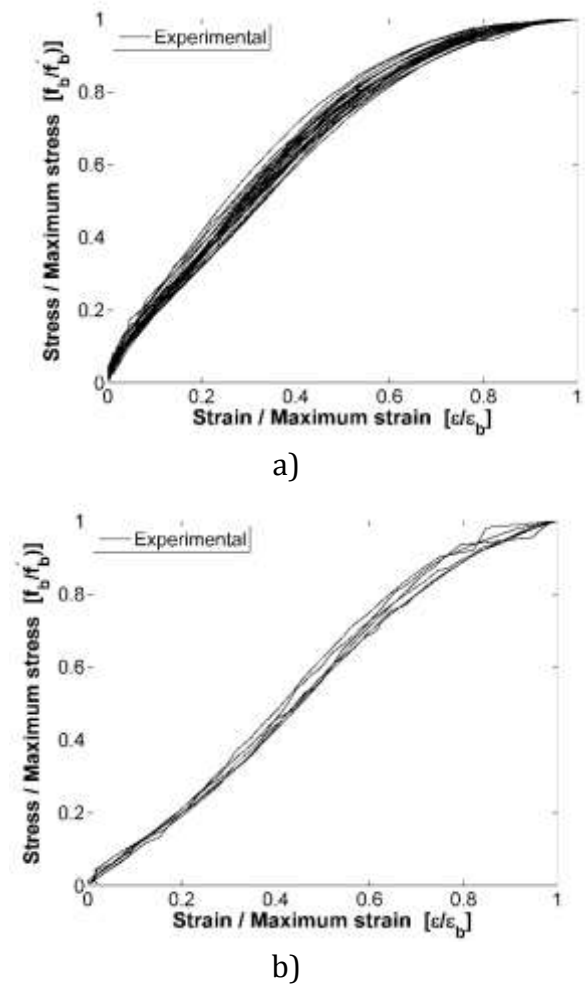 1
Experimental
0.8
0.6
0.4
0.2
0
Stress / Maximum stress [f_b/f'_b)]
0.2 0.4 0.6 0.8 1
Strain / Maximum strain [ε/ε_b]
a)
1
Experimental
0.8
0.6
0.4
0.2
0
Stress / Maximum stress [f_b/f'_b)]
0 0.2 0.4 0.6 0.8 1
Strain / Maximum strain [ε/ε_b]
b)